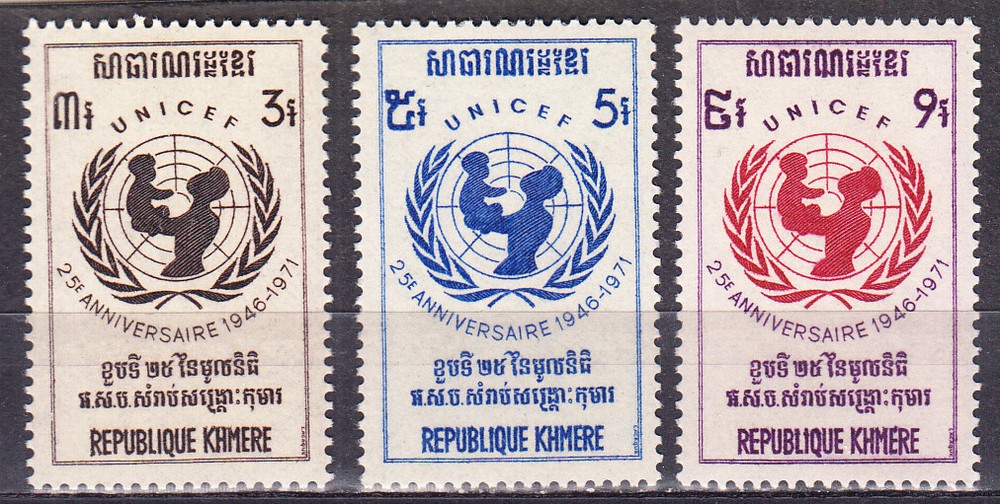 សាធារណរដ្ឋខ្មែរ
៣៛ 3៛
UNICEF
25E ANNIVERSAIRE 1946-1971
ខួបទី ២៥ នៃមូលនិធិ
អ.ស.ប.សំរាប់សង្គ្រោះកុមារ
REPUBLIQUE KHMERE
សាធារណរដ្ឋខ្មែរ
៥៛ 5៛
UNICEF
25E ANNIVERSAIRE 1946-1971
ខួបទី ២៥ នៃមូលនិធិ
អ.ស.ប.សំរាប់សង្គ្រោះកុមារ
REPUBLIQUE KHMERE
សាធារណរដ្ឋខ្មែរ
៩៛ 9៛
UNICEF
25E ANNIVERSAIRE 1946-1971
ខួបទី ២៥ នៃមូលនិធិ
អ.ស.ប.សំរាប់សង្គ្រោះកុមារ
REPUBLIQUE KHMERE